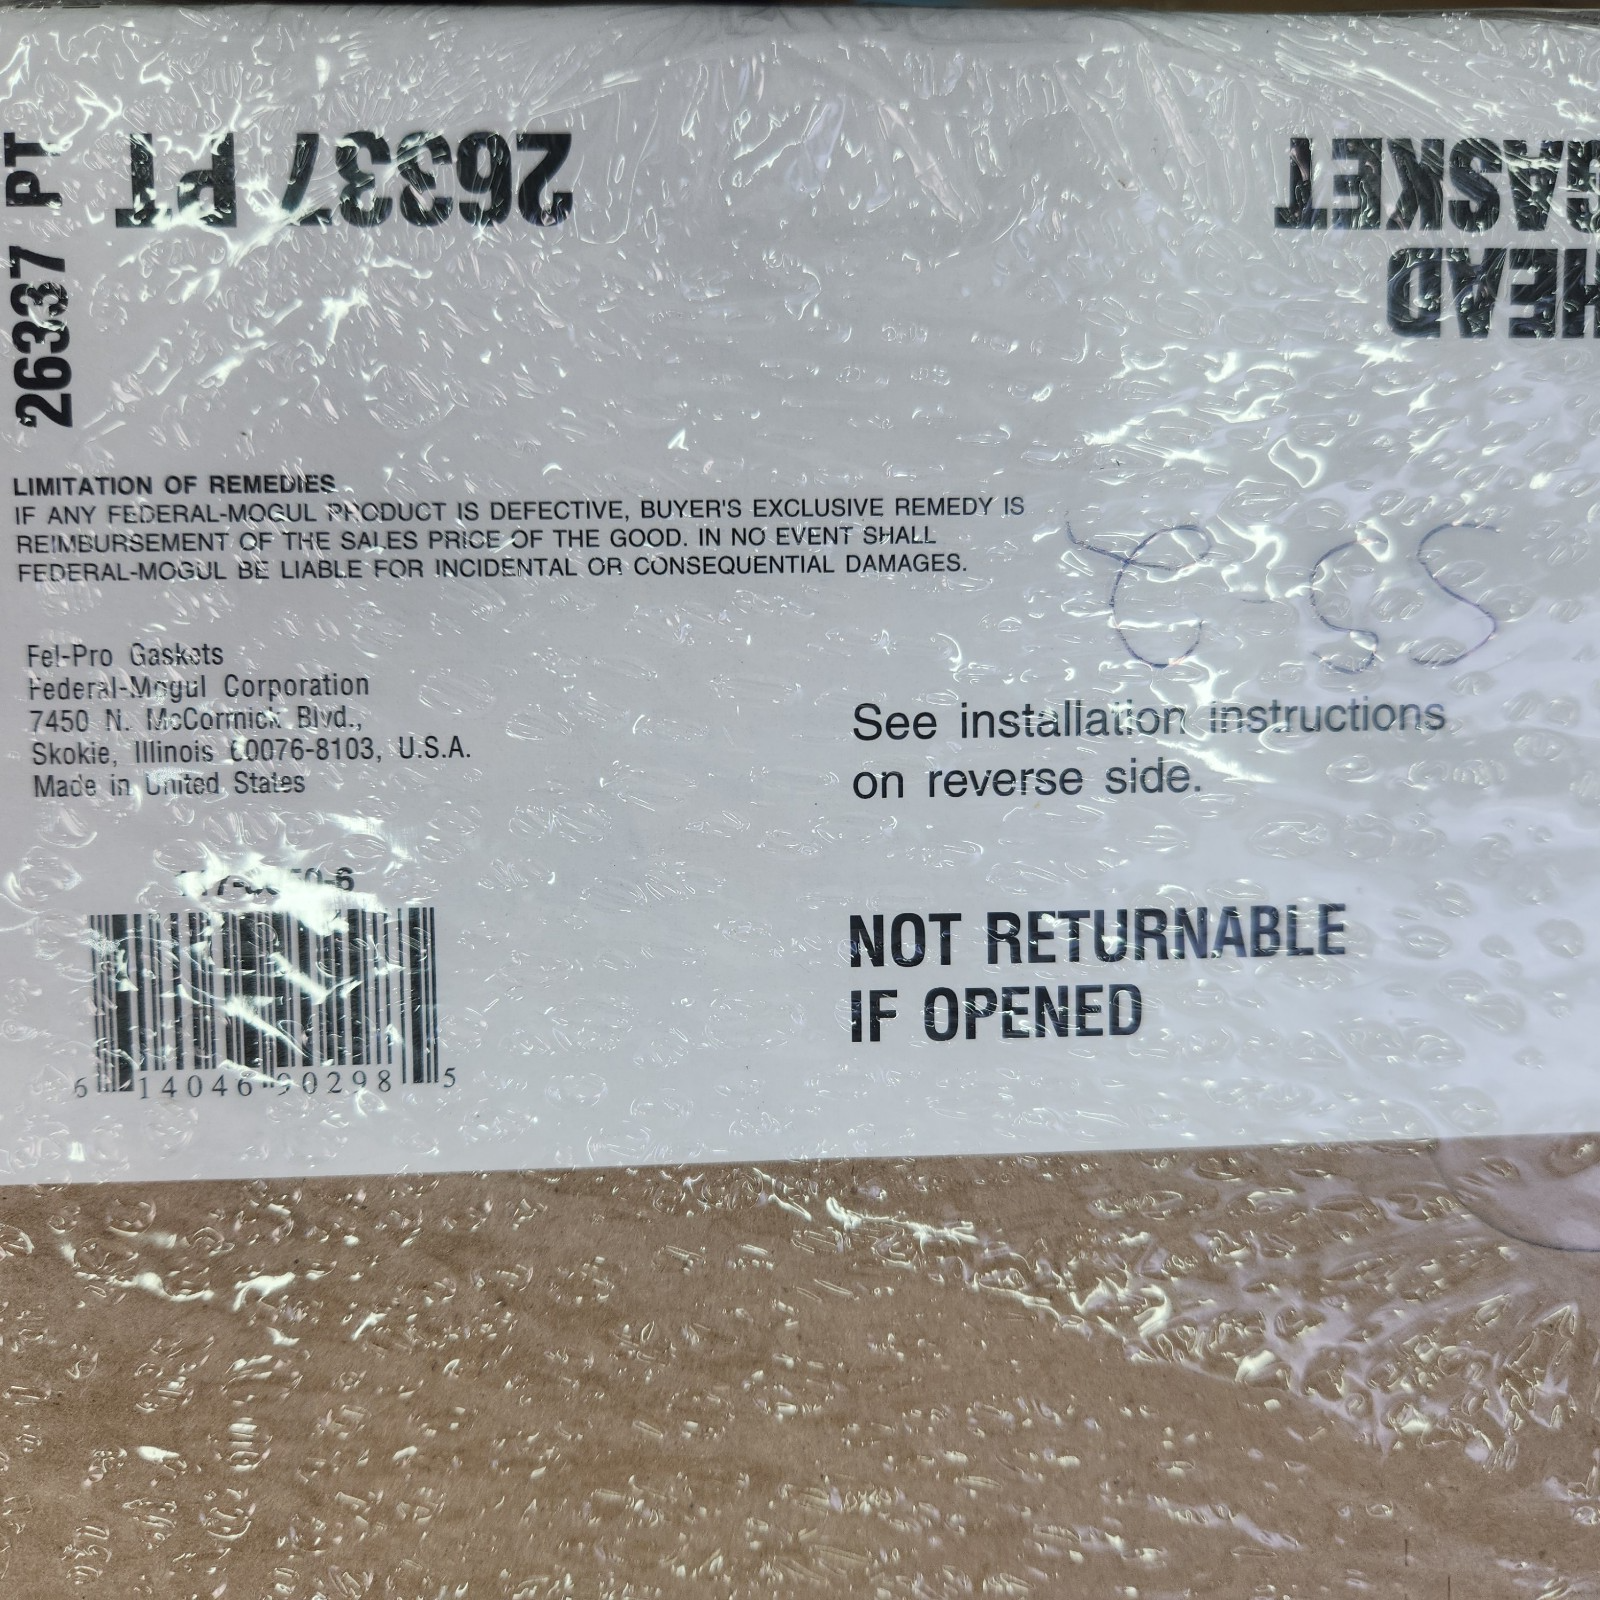 26337 PT
26337 PT
HEAD
GASKET
LIMITATION OF REMEDIES
IF ANY FEDERAL-MOGUL PRODUCT IS DEFECTIVE, BUYER'S EXCLUSIVE REMEDY IS
REIMBURSEMENT OF THE SALES PRICE OF THE GOOD. IN NO EVENT SHALL
FEDERAL-MOGUL BE LIABLE FOR INCIDENTAL OR CONSEQUENTIAL DAMAGES.
Fel-Pro Gaskets
Federal-Mogul Corporation
7450 N. McCormick Blvd.,
Skokie, Illinois 60076-8103, U.S.A.
Made in United States
See installation instructions
on reverse side.
NOT RETURNABLE
IF OPENED
6 14046 90298 5